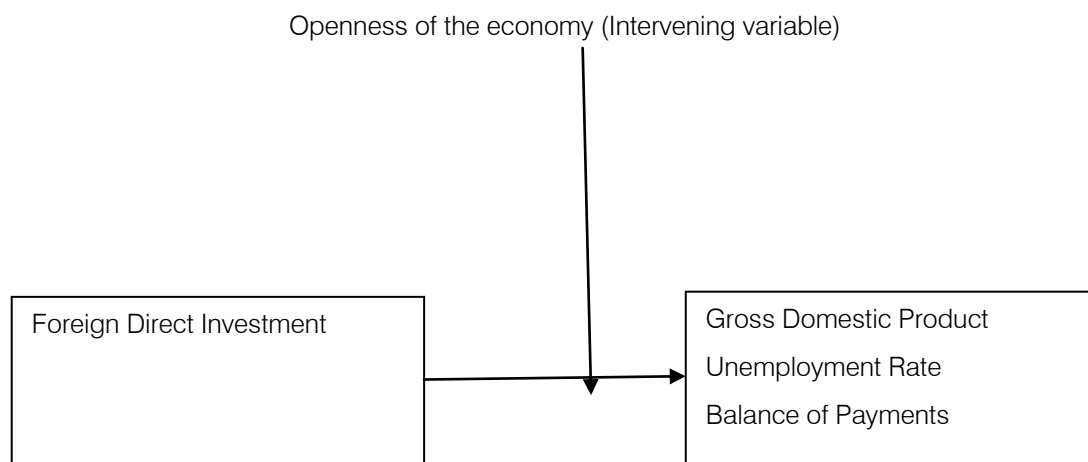 Openness of the economy (Intervening variable)
Foreign Direct Investment
Gross Domestic Product
Unemployment Rate
Balance of Payments